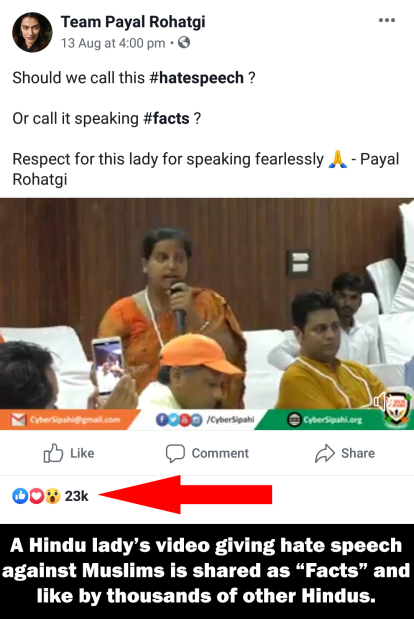 Team Payal Rohatgi
13 Aug at 4:00 pm •
Should we call this #hatespeech ?
Or call it speaking #facts ?
Respect for this lady for speaking fearlessly 🙏 - Payal
Rohatgi
CyberSipahi@gmail.com
/CyberSipahi
CyberSipahi.org
Like
Comment
Share
23k
A Hindu lady’s video giving hate speech
against Muslims is shared as “Facts” and
like by thousands of other Hindus.